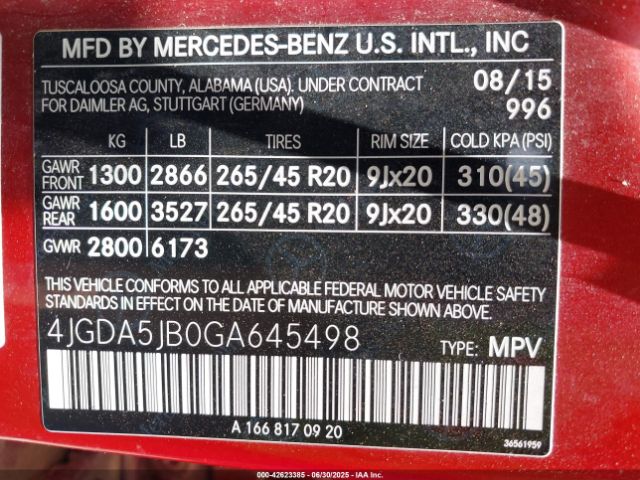 MFD BY MERCEDES-BENZ U.S. INTL., INC
TUSCALOOSA COUNTY, ALABAMA (USA). UNDER CONTRACT 08/15
FOR DAIMLER AG, STUTTGART (GERMANY) 996
KG LB TIRES RIM SIZE COLD KPA (PSI)
GAWR FRONT 1300 2866 265/45 R20 9Jx20 310(45)
GAWR REAR 1600 3527 265/45 R20 9Jx20 330(48)
GWR 2800 6173
THIS VEHICLE CONFORMS TO ALL APPLICABLE FEDERAL MOTOR VEHICLE SAFETY
STANDARDS IN EFFECT ON THE DATE OF MANUFACTURE SHOWN ABOVE.
4JGDA5JB0GA645498 TYPE: MPV
A 166 817 09 20
36561959
000-42623385 - 06/30/2025 - IAA Inc.